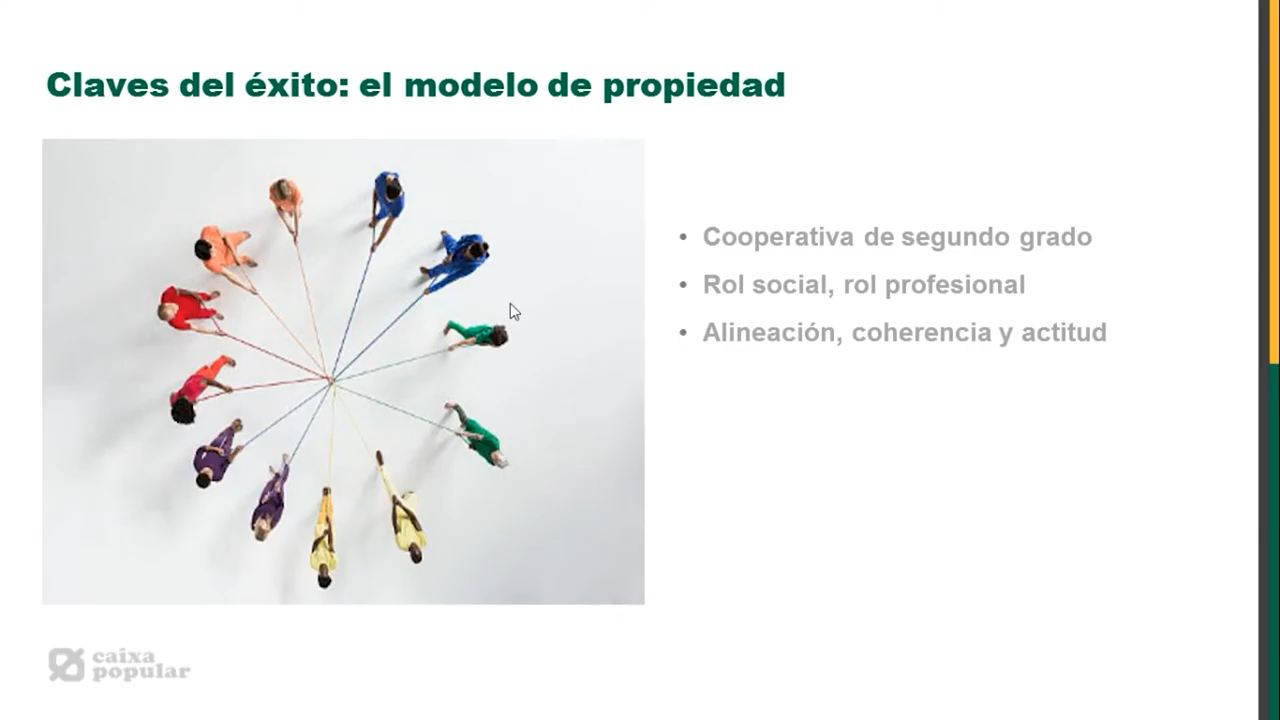 Claves del éxito: el modelo de propiedad
• Cooperativa de segundo grado
• Rol social, rol profesional
• Alineación, coherencia y actitud
caixa
popular